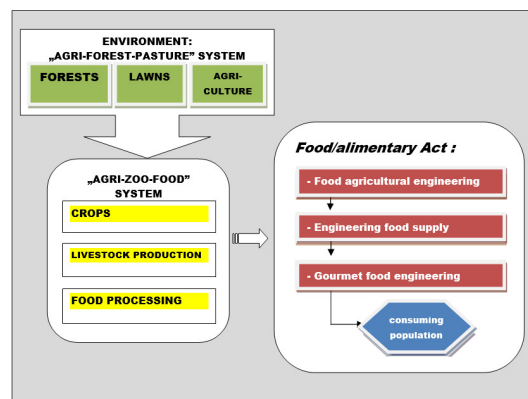 ENVIRONMENT:
„AGRI-FOREST-PASTURE” SYSTEM
FORESTS
LAWNS
AGRI-
CULTURE
„AGRI-ZOO-FOOD”
SYSTEM
CROPS
LIVESTOCK PRODUCTION
FOOD PROCESSING
Food/alimentary Act :
- Food agricultural engineering
- Engineering food supply
- Gourmet food engineering
consuming
population